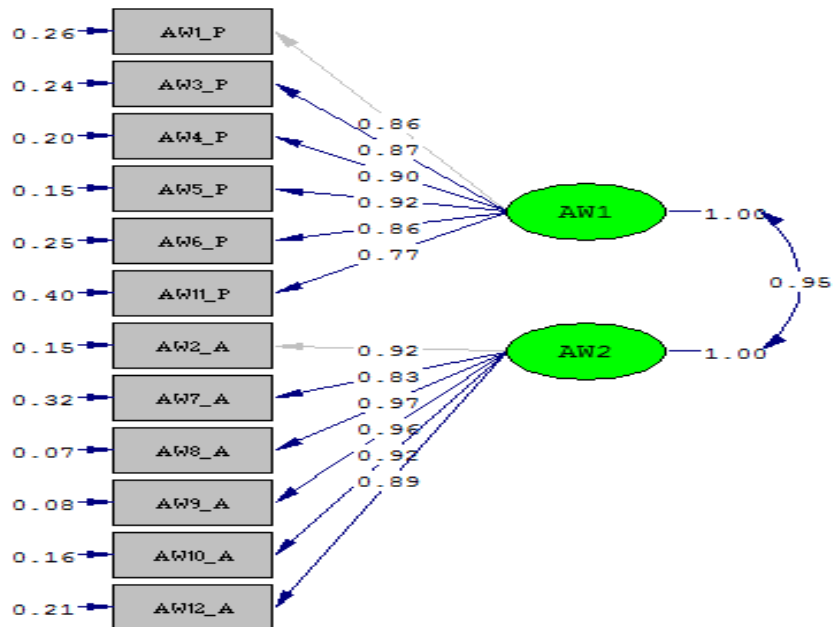 0.26 AW1_P
0.24 AW3_P
0.86
0.20 AW4_P
0.87
0.90
0.15 AW5_P
0.92
AW1 1.00
0.25 AW6_P
0.86
0.77
0.95
0.40 AW11_P
0.15 AW2_A
0.92
AW2 1.00
0.83
0.32 AW7_A
0.97
0.96
0.07 AW8_A
0.92
0.89
0.08 AW9_A
0.16 AW10_A
0.21 AW12_A